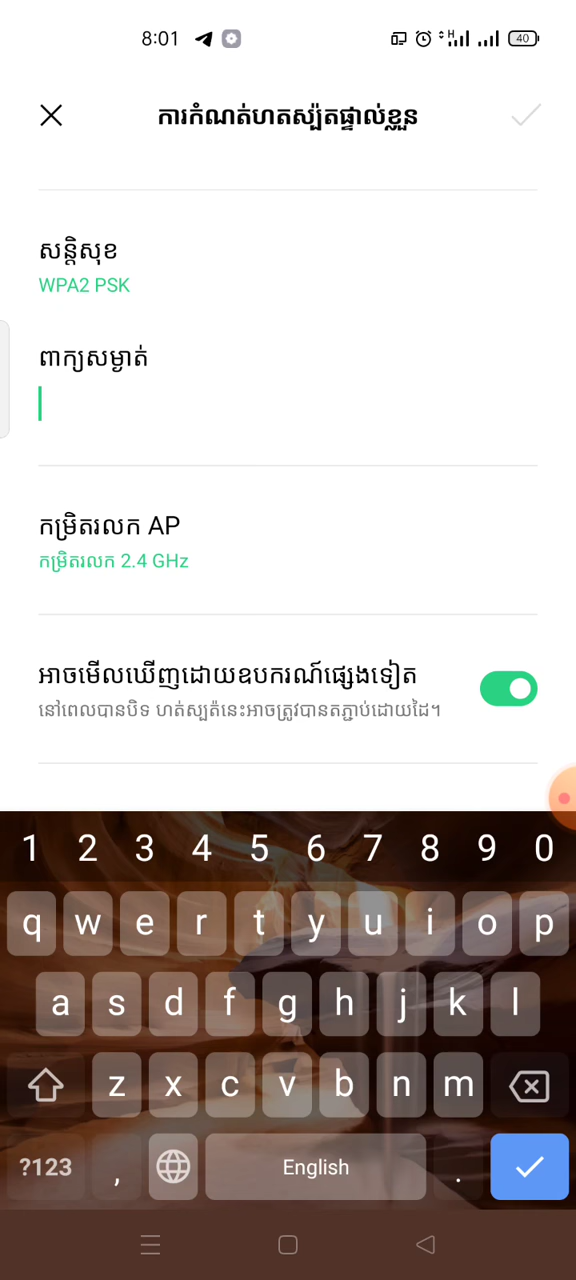 8:01
40
ការកំណត់ហតស្ប៉តផ្ទាល់ខ្លួន
សន្តិសុខ
WPA2 PSK
ពាក្យសម្ងាត់
កម្រិតរលក AP
កម្រិតរលក 2.4 GHz
អាចមើលឃើញដោយឧបករណ៍ផ្សេងទៀត
នៅពេលបានបិទ ហត់ស្បត៉នេះអាចត្រូវបានតភ្ជាប់ដោយដៃ។
1 2 3 4 5 6 7 8 9 0
q w e r t y u i o p
a s d f g h j k l
z x c v b n m
?123 , English .